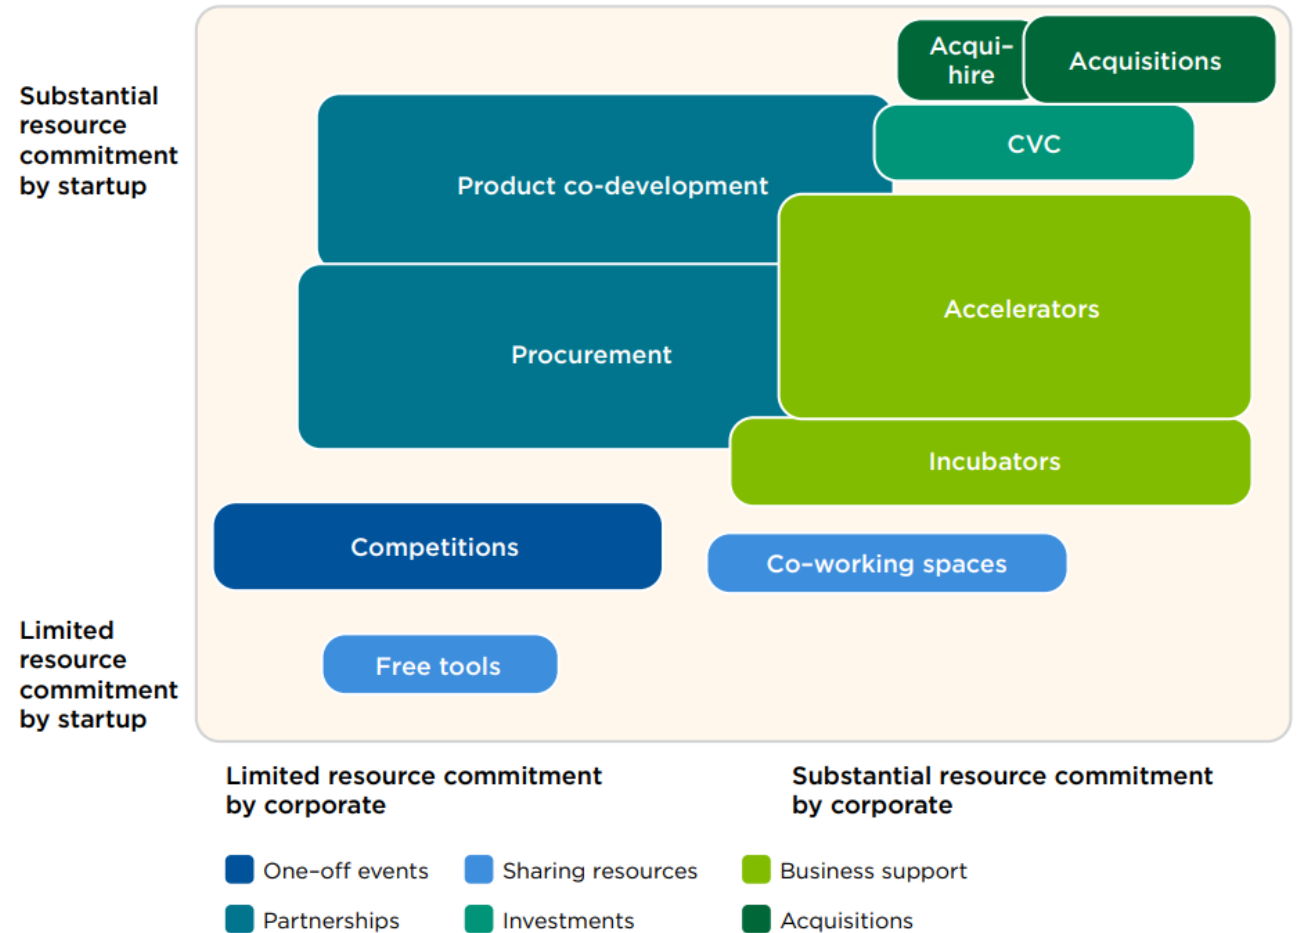 Acqui–
hire
Acquisitions
Substantial
resource
commitment
by startup
CVC
Product co-development
Accelerators
Procurement
Incubators
Competitions
Co–working spaces
Limited
resource
commitment
by startup
Free tools
Limited resource commitment
by corporate
Substantial resource commitment
by corporate
One–off events
Sharing resources
Business support
Partnerships
Investments
Acquisitions